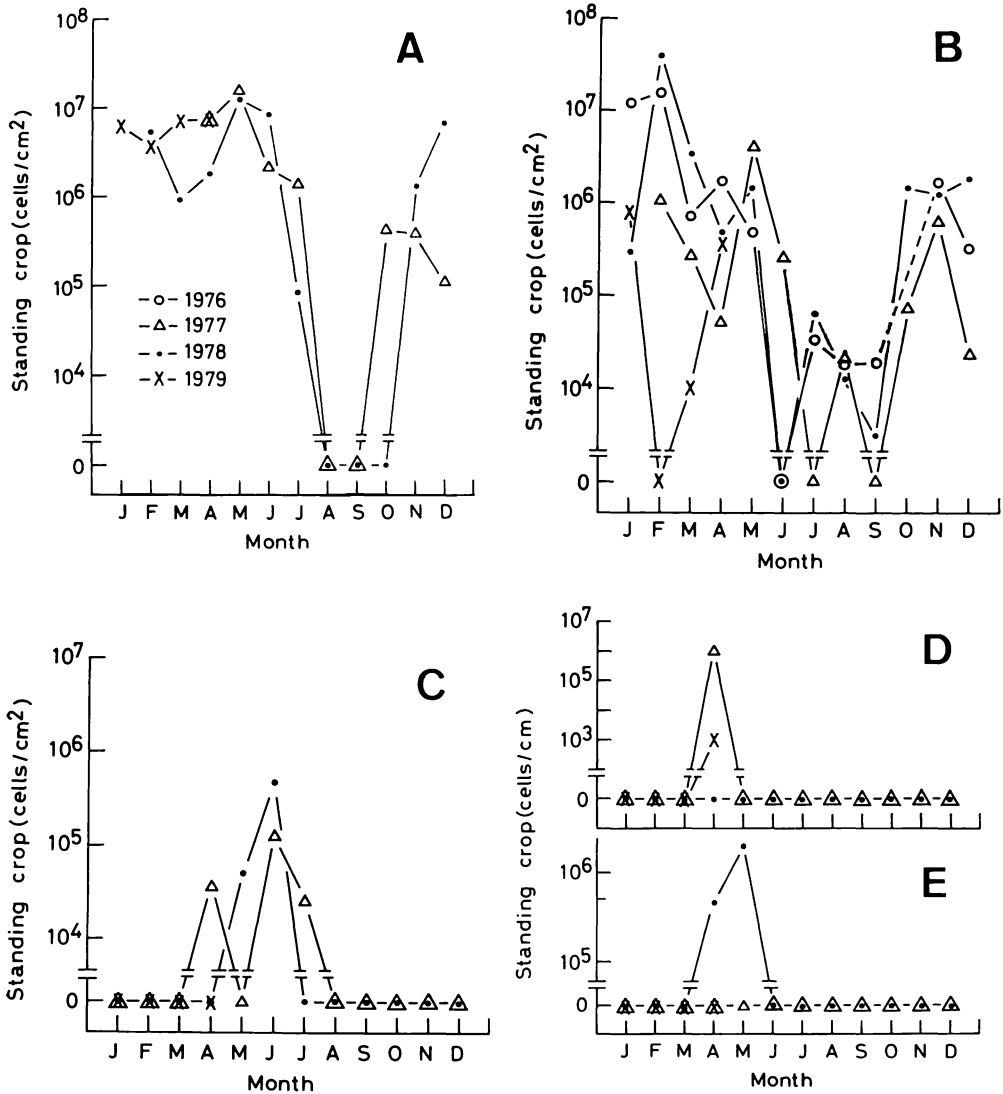 A
Standing crop (cells/cm²)
10⁸
10⁷
10⁶
10⁵
10⁴
0
-o- 1976
-△- 1977
-•- 1978
-X- 1979
J F M A M J J A S O N D
Month
B
Standing crop (cells/cm²)
10⁸
10⁷
10⁶
10⁵
10⁴
0
J F M A M J J A S O N D
Month
C
Standing crop (cells/cm²)
10⁷
10⁶
10⁵
10⁴
0
J F M A M J J A S O N D
Month
D
Standing crop (cells/cm)
10⁷
10⁵
10³
0
E
10⁶
10⁵
0
J F M A M J J A S O N D
Month